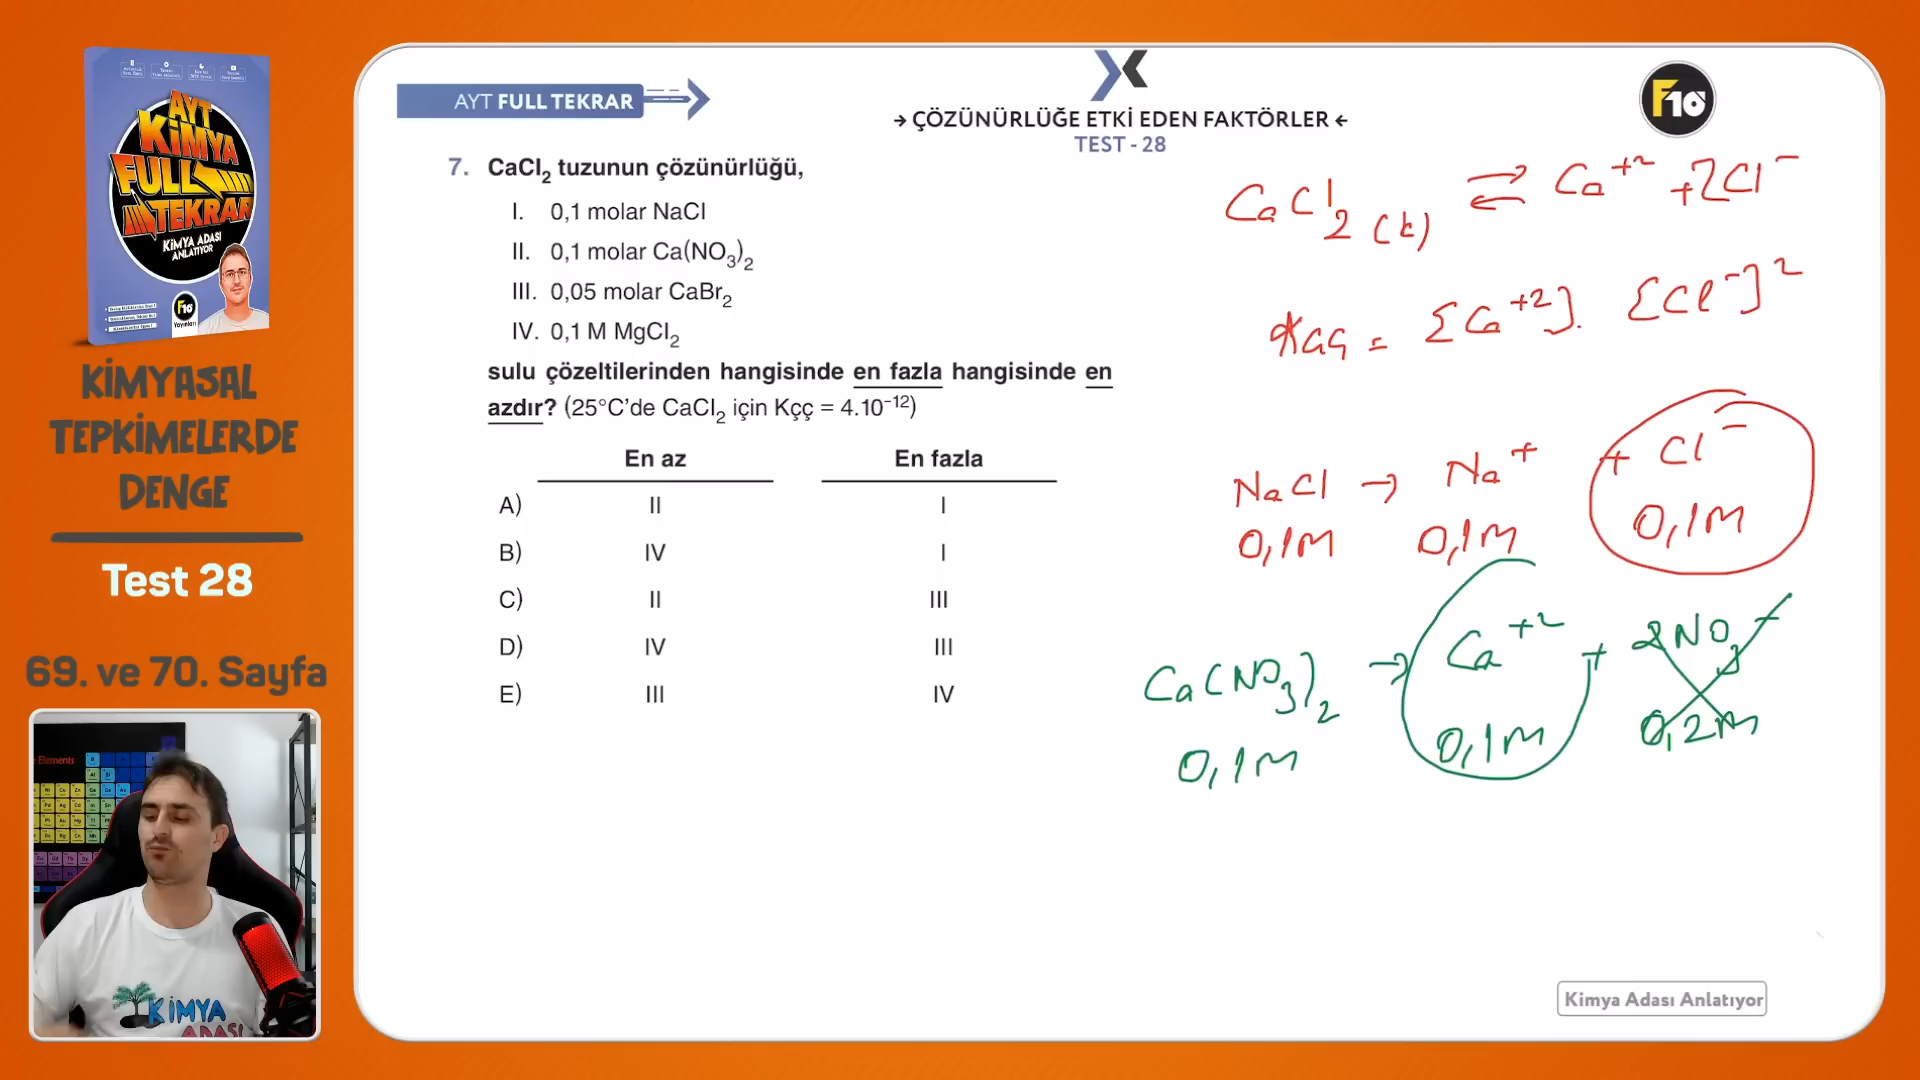 AYT
KİMYA
FULL
TEKRAR
KİMYA ADASI
ANLATIYOR
F10
Yayınları
KİMYASAL
TEPKİMELERDE
DENGE
Test 28
69. ve 70. Sayfa
Elements
KİMYA
ADASI
AYT FULL TEKRAR
ÇÖZÜNÜRLÜĞE ETKİ EDEN FAKTÖRLER
TEST - 28
F10
7. CaCl₂ tuzunun çözünürlüğü,
I. 0,1 molar NaCl
II. 0,1 molar Ca(NO₃)₂
III. 0,05 molar CaBr₂
IV. 0,1 M MgCl₂
sulu çözeltilerinden hangisinde en fazla hangisinde en
azdır? (25°C'de CaCl₂ için Kçç = 4.10⁻¹²)
En az En fazla
A) II I
B) IV I
C) II III
D) IV III
E) III IV
CaCl₂(k) ⇌ Ca⁺² + 2Cl⁻
Kçç = [Ca⁺²]. [Cl⁻]²
NaCl → Na⁺ + Cl⁻
0,1M 0,1M 0,1M
Ca(NO₃)₂ → Ca⁺² + 2NO₃⁻
0,1M 0,1M 0,2M
Kimya Adası Anlatıyor